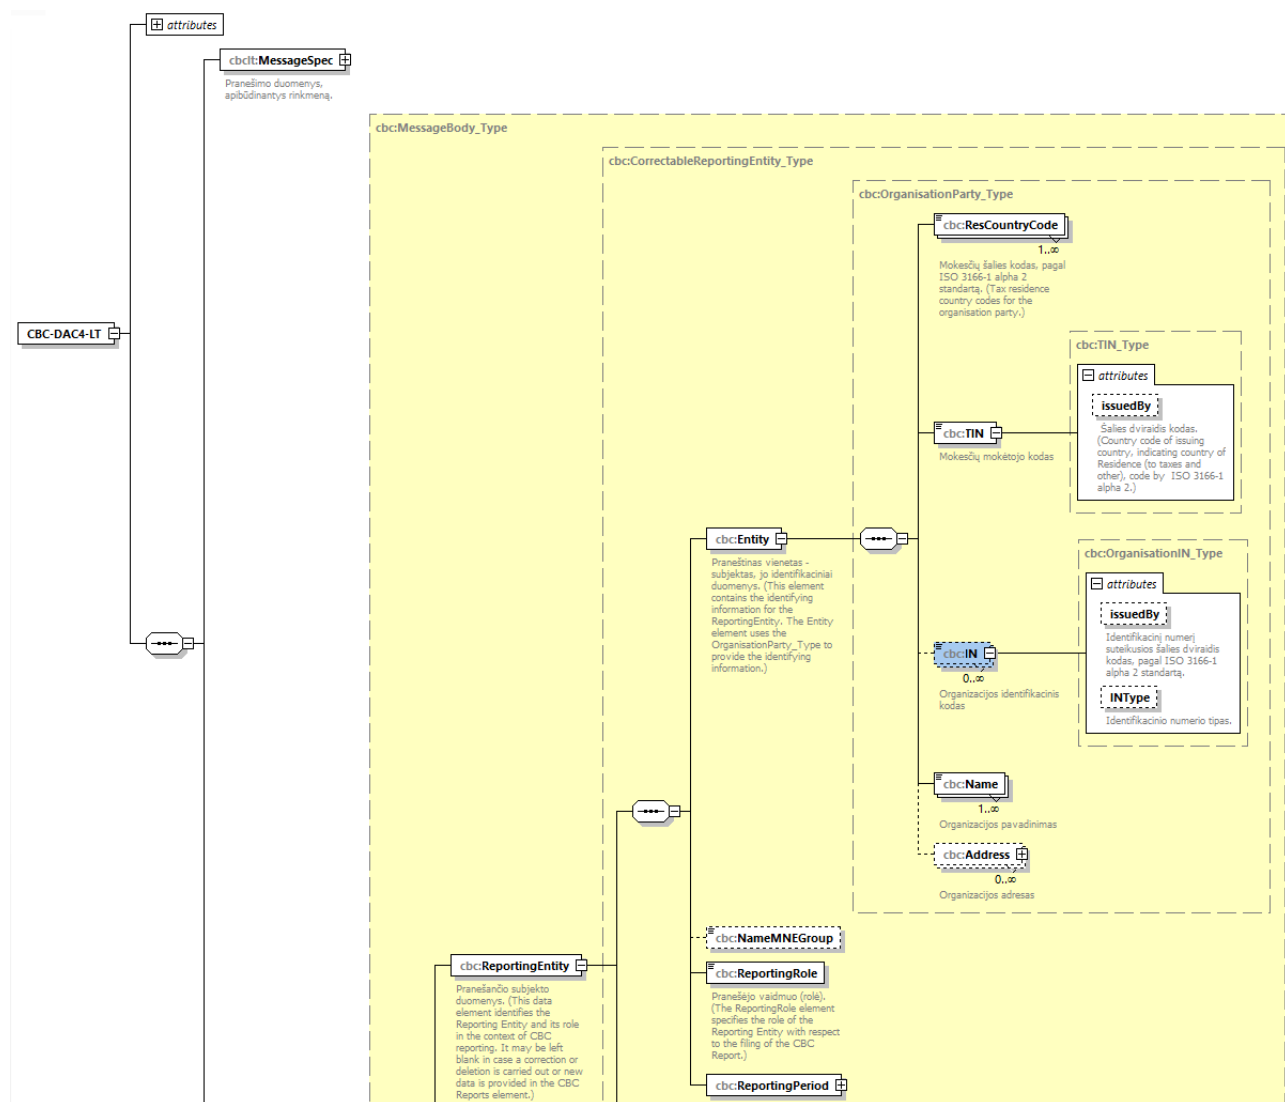 attributes
cbclt:MessageSpec
Pranešimo duomenys,
apibūdinantys rinkmeną.
cbc:MessageBody_Type
cbc:CorrectableReportingEntity_Type
cbc:OrganisationParty_Type
cbc:ResCountryCode
1..∞
Mokesčių šalies kodas, pagal
ISO 3166-1 alpha 2
standartą. (Tax residence
country codes for the
organisation party.)
CBC-DAC4-LT
cbc:TIN_Type
attributes
issuedBy
Šalies dviraidis kodas.
(Country code of issuing
country, indicating country of
Residence (to taxes and
other), code by ISO 3166-1
alpha 2.)
cbc:TIN
Mokesčių mokėtojo kodas
cbc:Entity
Praneštinas vienetas -
subjektas, jo identifikaciniai
duomenys. (This element
contains the identifying
information for the
ReportingEntity. The Entity
element uses the
OrganisationParty_Type to
provide the identifying
information.)
cbc:OrganisationIN_Type
attributes
issuedBy
Identifikacinį numerį
suteikusios šalies dviraidis
kodas, pagal ISO 3166-1
alpha 2 standartą.
INType
Identifikacinio numerio tipas.
cbc:IN
0..∞
Organizacijos identifikacinis
kodas
cbc:Name
1..∞
Organizacijos pavadinimas
cbc:Address
0..∞
Organizacijos adresas
cbc:NameMNEGroup
cbc:ReportingEntity
Pranešančio subjekto
duomenys. (This data
element identifies the
Reporting Entity and its role
in the context of CBC
reporting. It may be left
blank in case a correction or
deletion is carried out or new
data is provided in the CBC
Reports element.)
cbc:ReportingRole
Pranešėjo vaidmuo (rolė).
(The ReportingRole element
specifies the role of the
Reporting Entity with respect
to the filing of the CBC
Report.)
cbc:ReportingPeriod